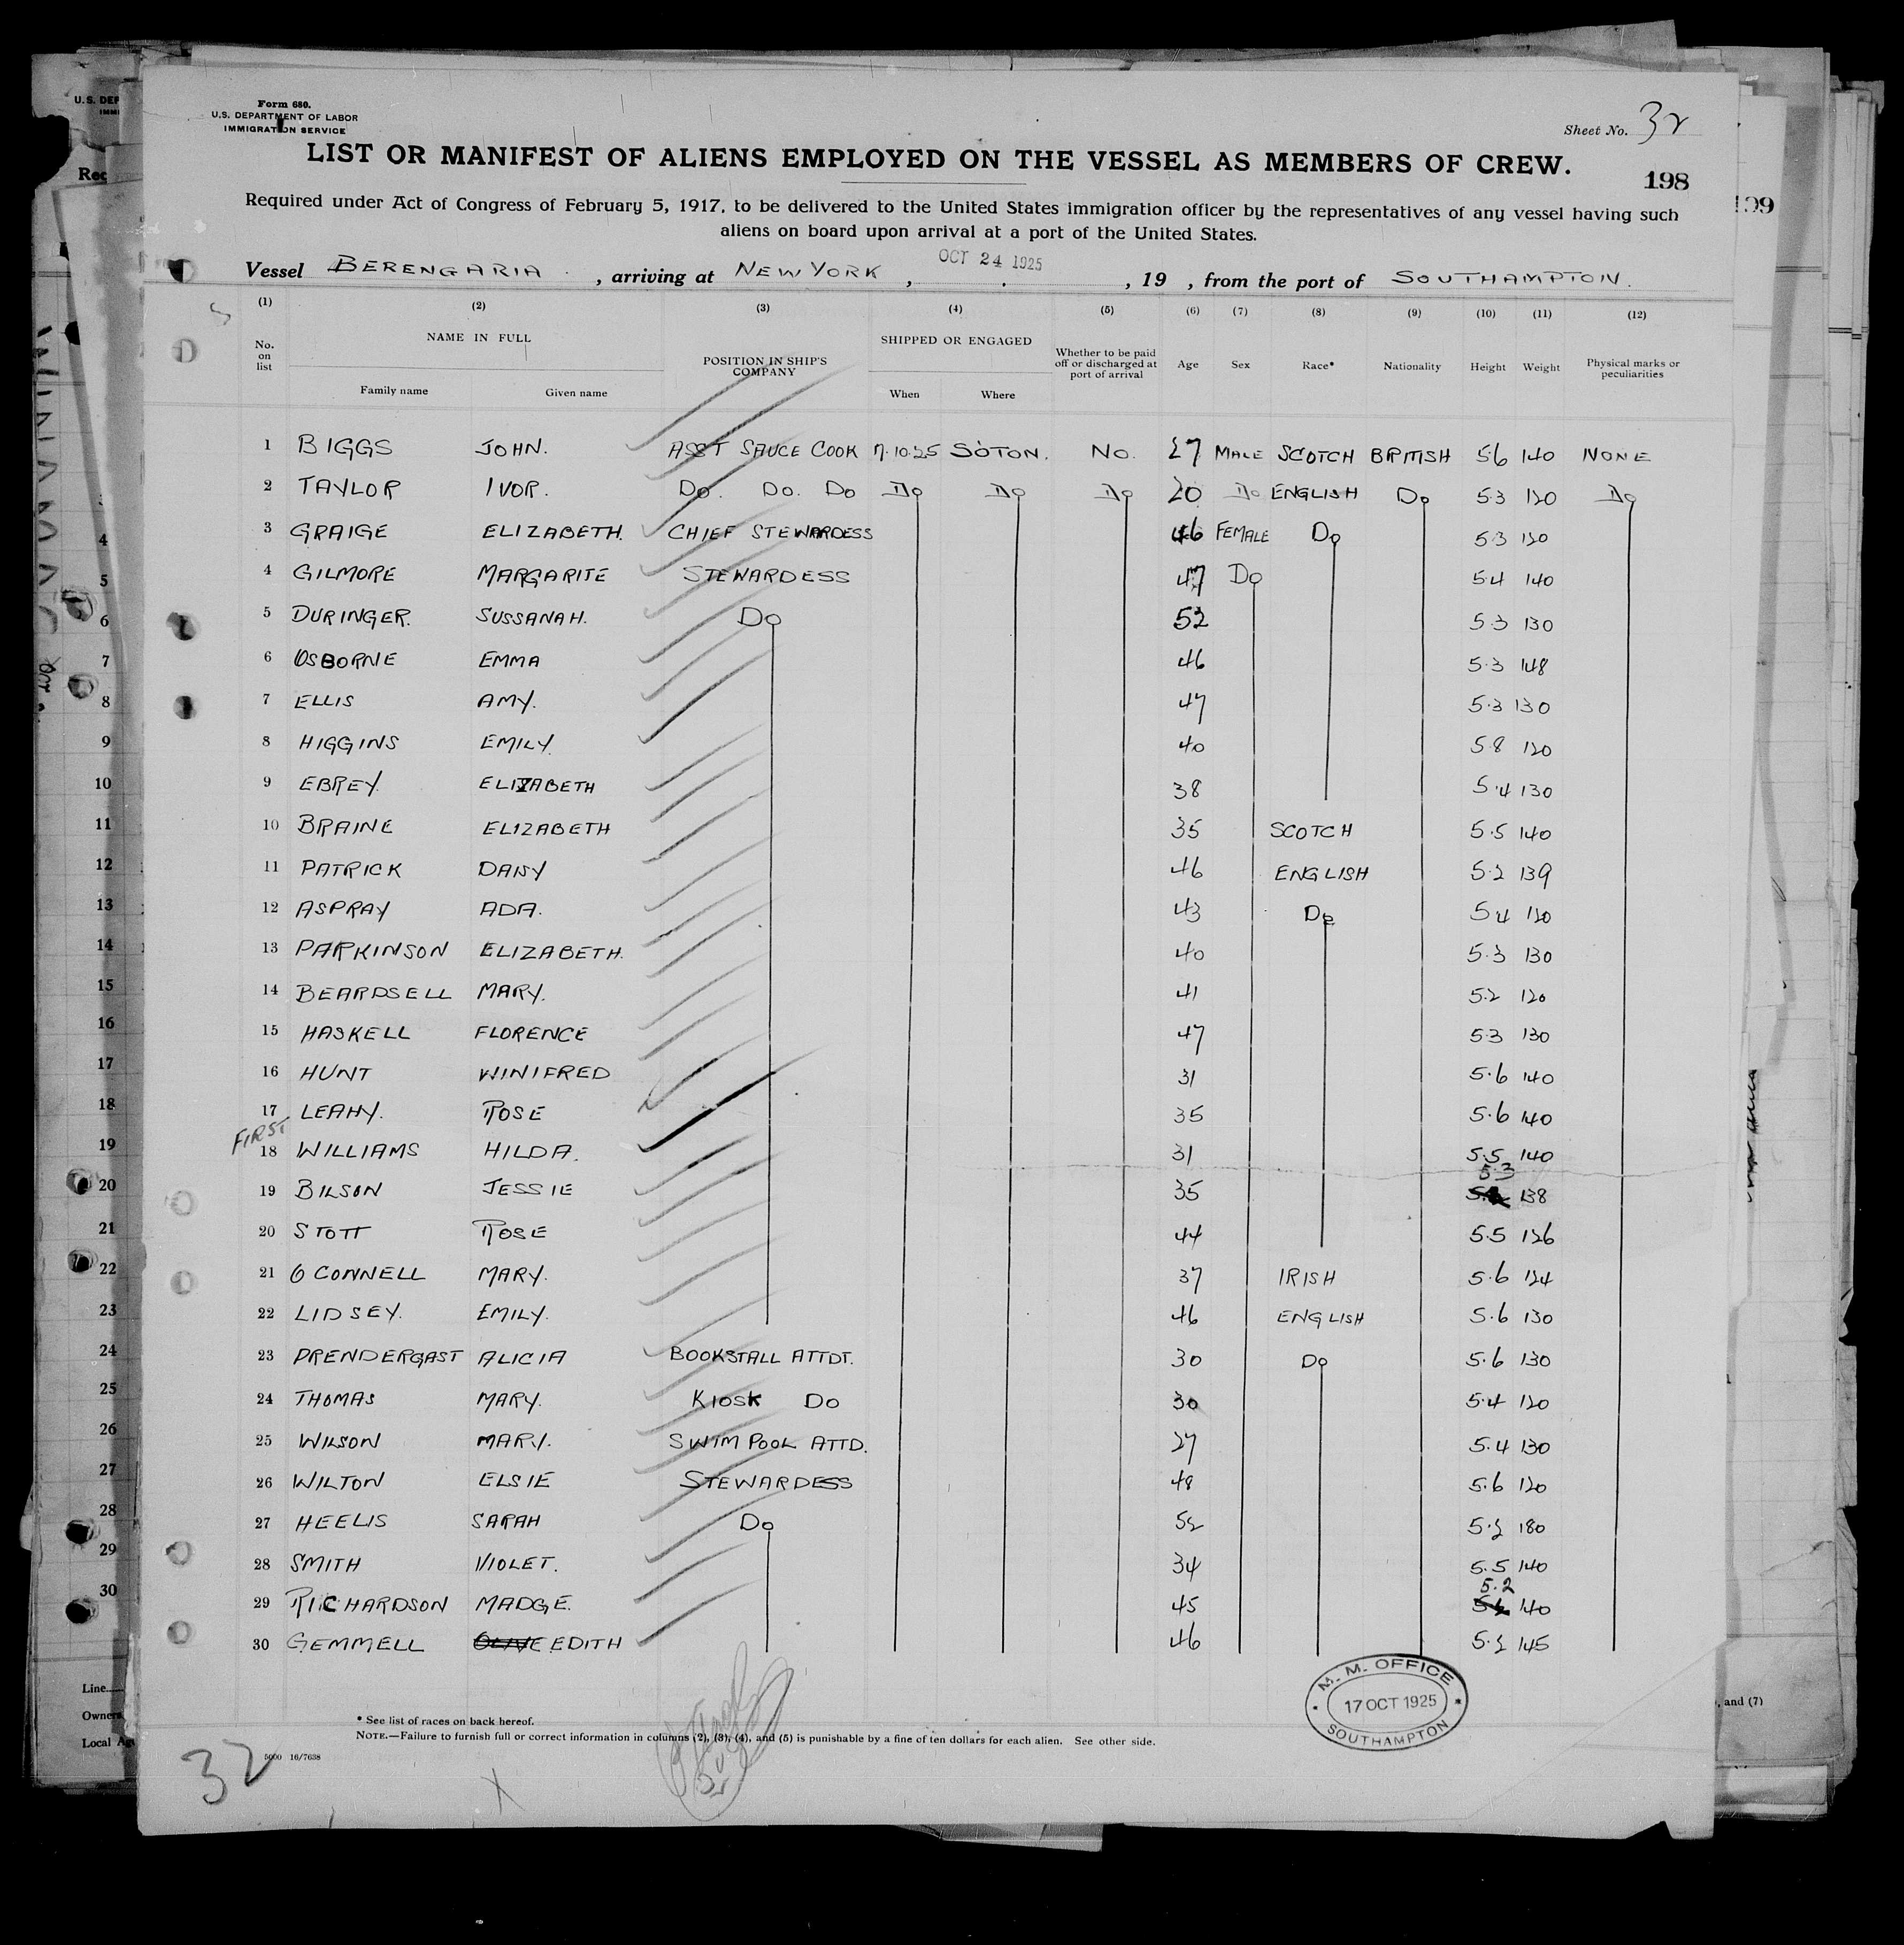 Form 680.
U.S. DEPARTMENT OF LABOR
IMMIGRATION SERVICE
Sheet No. 32
LIST OR MANIFEST OF ALIENS EMPLOYED ON THE VESSEL AS MEMBERS OF CREW.
198
Required under Act of Congress of February 5, 1917, to be delivered to the United States immigration officer by the representatives of any vessel having such
aliens on board upon arrival at a port of the United States.
Vessel BERENGARIA, arriving at NEW YORK, OCT 24 1925, 19 , from the port of SOUTHAMPTON.
(1) (2) (3) (4) (5) (6) (7) (8) (9) (10) (11) (12)
No. on list NAME IN FULL POSITION IN SHIP'S COMPANY SHIPPED OR ENGAGED Whether to be paid off or discharged at port of arrival Age Sex Race* Nationality Height Weight Physical marks or peculiarities
Family name Given name When Where
1 BIGGS JOHN. ASST SAUCE COOK 7.10.25 SOTON. NO. 27 MALE SCOTCH BRITISH 5.6 140 NONE
2 TAYLOR IVOR. Do. Do. Do Do Do Do 20 Do ENGLISH Do 5.3 120 Do
3 GRAIGE ELIZABETH. CHIEF STEWARDESS 46 FEMALE Do 5.3 120
4 GILMORE MARGARITE STEWARDESS 47 Do 5.4 140
5 DURINGER. SUSSANAH. Do 52 5.3 130
6 OSBORNE EMMA 46 5.3 148
7 ELLIS AMY. 47 5.3 130
8 HIGGINS EMILY. 40 5.8 120
9 EBREY. ELIZABETH 38 5.4 130
10 BRAINE ELIZABETH 35 SCOTCH 5.5 140
11 PATRICK DAISY 46 ENGLISH 5.2 139
12 ASPRAY ADA. 43 Do 5.4 120
13 PARKINSON ELIZABETH. 40 5.3 130
14 BEARDSELL MARY. 41 5.2 120
15 HASKELL FLORENCE 47 5.3 130
16 HUNT WINIFRED 31 5.6 140
17 LEAHY. ROSE 35 5.6 140
FIRST
18 WILLIAMS HILDA. 31 5.5 140
19 BILSON JESSIE 35 5.3 138
20 STOTT ROSE 44 5.5 126
21 O CONNELL MARY. 37 IRISH 5.6 124
22 LIDSEY. EMILY. 46 ENGLISH 5.6 130
23 PRENDERGAST ALICIA BOOKSTALL ATTDT. 30 Do 5.6 130
24 THOMAS MARY. KIOSK DO 30 5.4 120
25 WILSON MARY. SWIM POOL ATTD. 27 5.4 130
26 WILTON ELSIE STEWARDESS 48 5.6 120
27 HEELIS SARAH Do 52 5.2 180
28 SMITH VIOLET. 34 5.5 140
29 RICHARDSON MADGE. 45 5.2 140
30 GEMMELL OLIVE EDITH 46 5.2 145
M. M. OFFICE
17 OCT 1925
SOUTHAMPTON
* See list of races on back hereof.
NOTE.—Failure to furnish full or correct information in columns (2), (3), (4), and (5) is punishable by a fine of ten dollars for each alien. See other side.
5000 16/7638
32